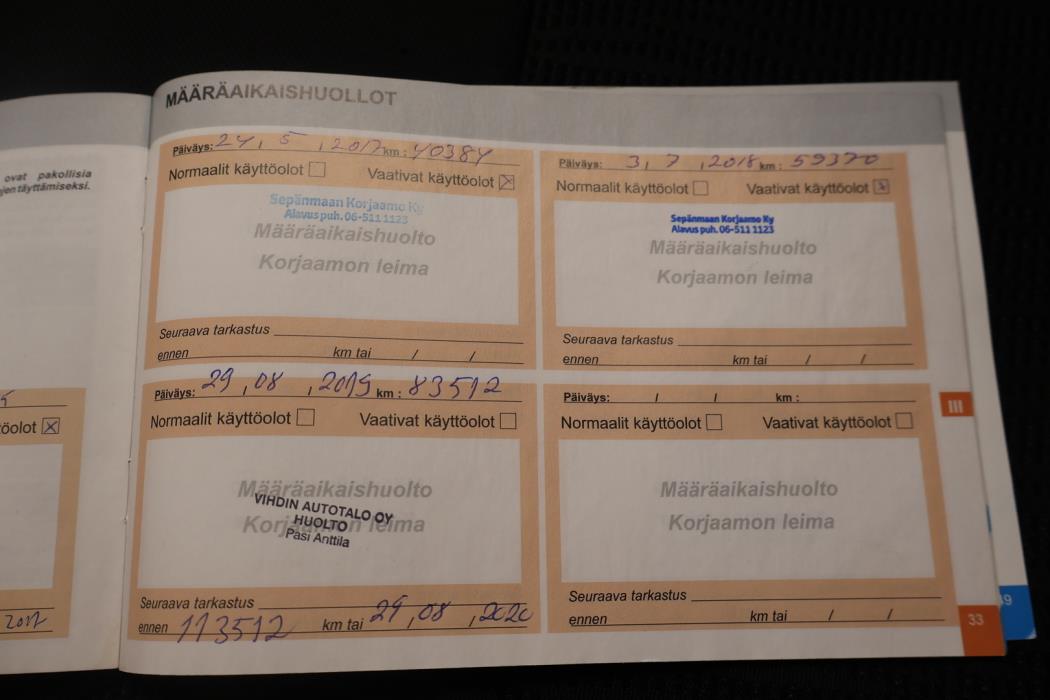 ovat pakollisia
jen täyttämiseksi.
öolot ☒
2017
MÄÄRÄAIKAISHUOLLOT
Päiväys: 24, 5, 2017 km: 40384
Normaalit käyttöolot ☐ Vaativat käyttöolot ☒
Sepänmaan Korjaamo Ky
Alavus puh. 06-511 1123
Määräaikaishuolto
Korjaamon leima
Seuraava tarkastus
ennen km tai / /
Päiväys: 3, 7, 2018 km: 59370
Normaalit käyttöolot ☐ Vaativat käyttöolot ☒
Sepänmaan Korjaamo Ky
Alavus puh. 06-511 1123
Määräaikaishuolto
Korjaamon leima
Seuraava tarkastus
ennen km tai / /
Päiväys: 29, 08, 2019 km: 83512
Normaalit käyttöolot ☐ Vaativat käyttöolot ☐
Määräaikaishuolto
Korjaamon leima
VIHDIN AUTOTALO OY
HUOLTO
Pasi Anttila
Seuraava tarkastus
ennen 113512 km tai 29, 08, 2020
Päiväys: / / km:
Normaalit käyttöolot ☐ Vaativat käyttöolot ☐
Määräaikaishuolto
Korjaamon leima
Seuraava tarkastus
ennen km tai / /
III
33